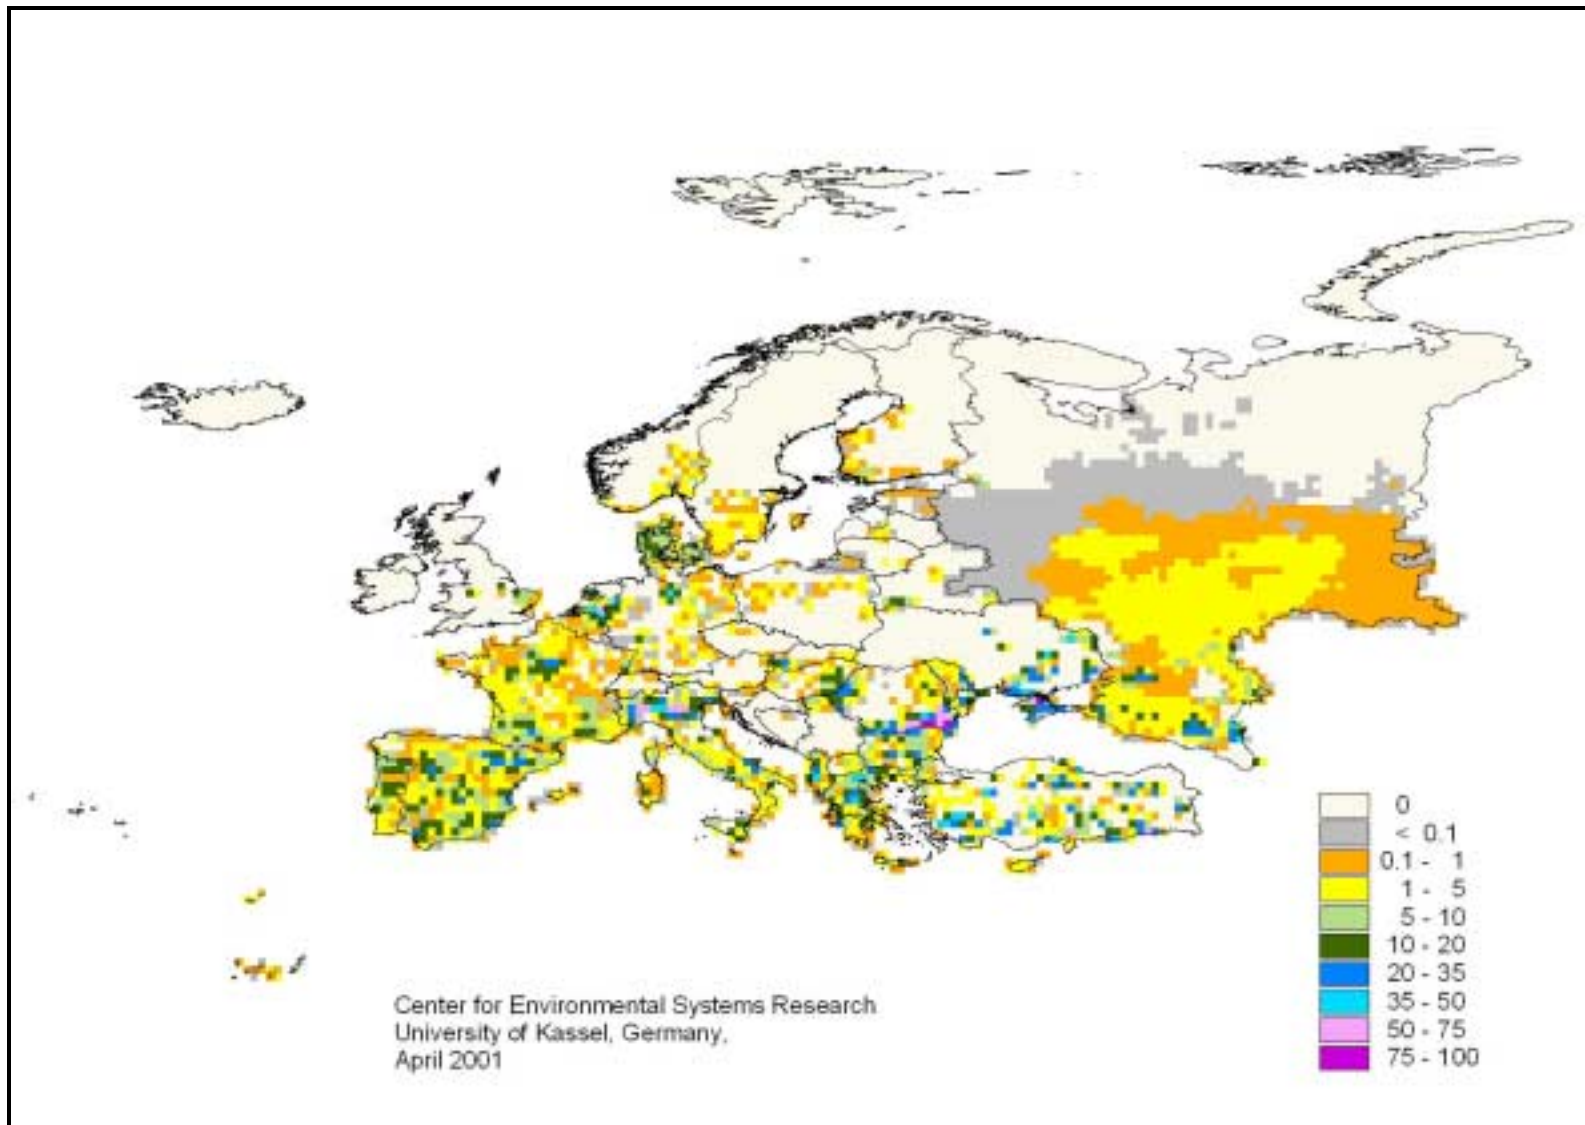 0
< 0.1
0.1 - 1
1 - 5
5 - 10
10 - 20
20 - 35
35 - 50
50 - 75
75 - 100
Center for Environmental Systems Research
University of Kassel, Germany,
April 2001